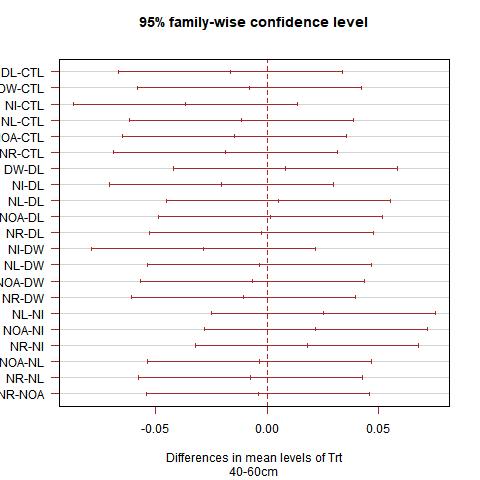 95% family-wise confidence level
DL-CTL
OW-CTL
NI-CTL
NL-CTL
IOA-CTL
NR-CTL
DW-DL
NI-DL
NL-DL
NOA-DL
NR-DL
NI-DW
NL-DW
NOA-DW
NR-DW
NL-NI
NOA-NI
NR-NI
NOA-NL
NR-NL
NR-NOA
-0.05 0.00 0.05
Differences in mean levels of Trt
40-60cm